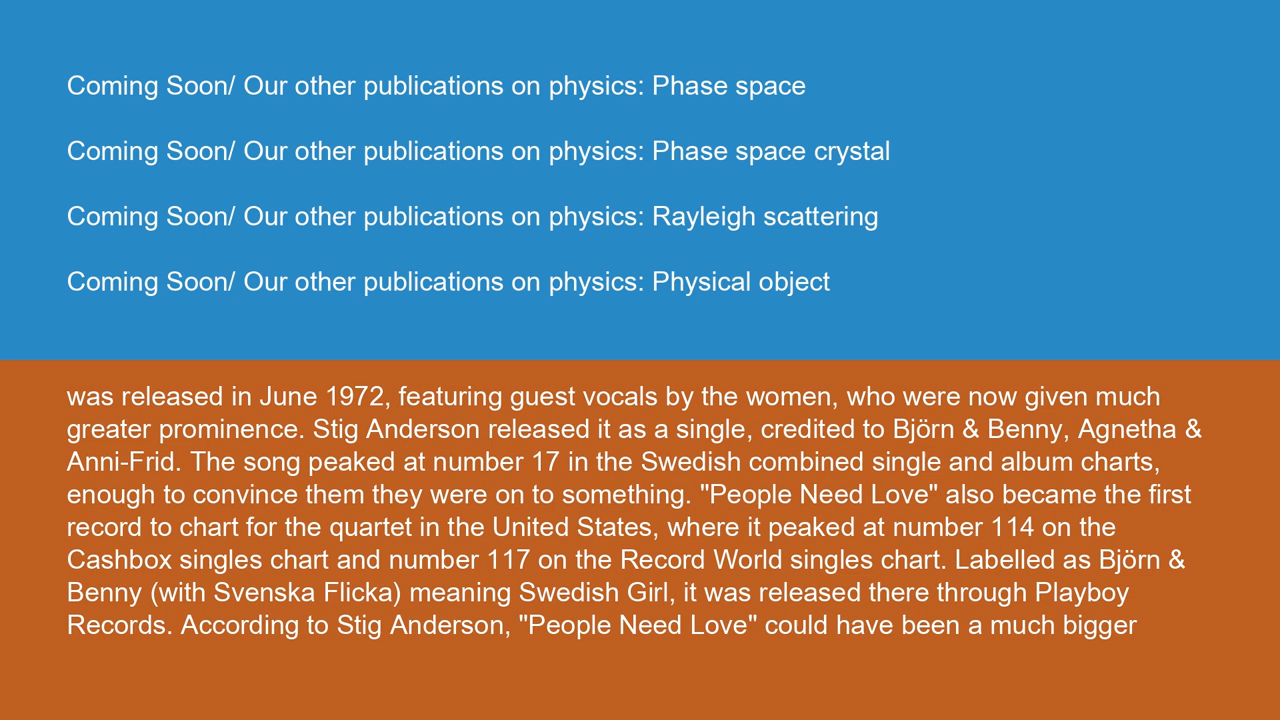 Coming Soon/ Our other publications on physics: Phase space
Coming Soon/ Our other publications on physics: Phase space crystal
Coming Soon/ Our other publications on physics: Rayleigh scattering
Coming Soon/ Our other publications on physics: Physical object
was released in June 1972, featuring guest vocals by the women, who were now given much
greater prominence. Stig Anderson released it as a single, credited to Björn & Benny, Agnetha &
Anni-Frid. The song peaked at number 17 in the Swedish combined single and album charts,
enough to convince them they were on to something. "People Need Love" also became the first
record to chart for the quartet in the United States, where it peaked at number 114 on the
Cashbox singles chart and number 117 on the Record World singles chart. Labelled as Björn &
Benny (with Svenska Flicka) meaning Swedish Girl, it was released there through Playboy
Records. According to Stig Anderson, "People Need Love" could have been a much bigger